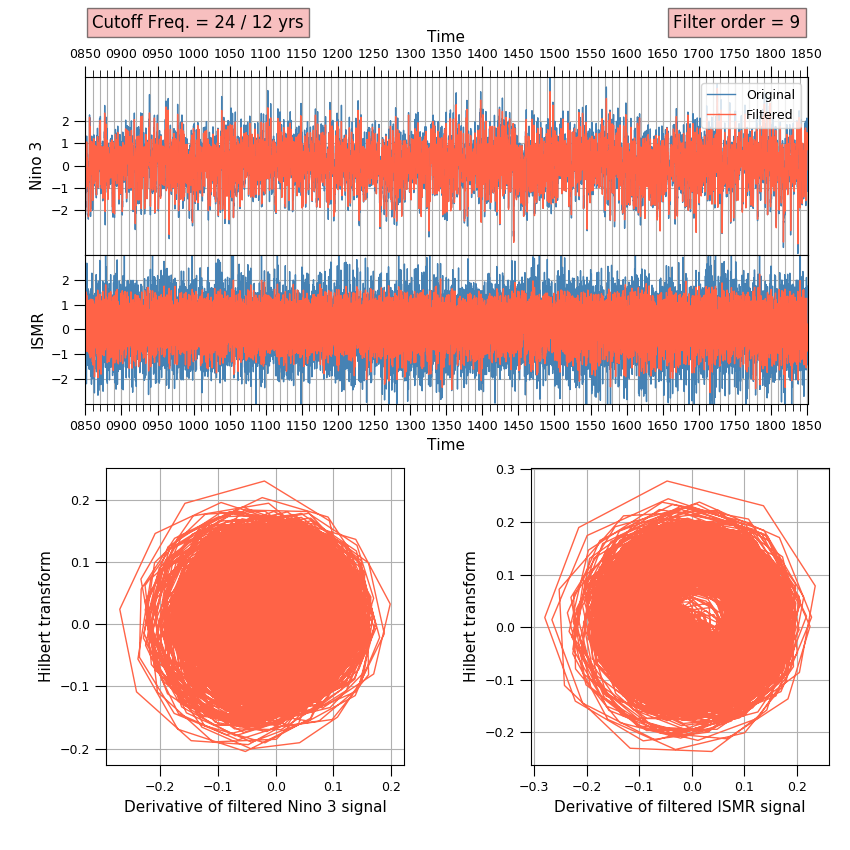 Cutoff Freq. = 24 / 12 yrs
Filter order = 9
Time
0850 0900 0950 1000 1050 1100 1150 1200 1250 1300 1350 1400 1450 1500 1550 1600 1650 1700 1750 1800 1850
Original
Filtered
Nino 3
2
1
0
−1
−2
ISMR
2
1
0
−1
−2
0850 0900 0950 1000 1050 1100 1150 1200 1250 1300 1350 1400 1450 1500 1550 1600 1650 1700 1750 1800 1850
Time
Hilbert transform
0.2
0.1
0.0
−0.1
−0.2
−0.2 −0.1 0.0 0.1 0.2
Derivative of filtered Nino 3 signal
Hilbert transform
0.3
0.2
0.1
0.0
−0.1
−0.2
−0.3 −0.2 −0.1 0.0 0.1 0.2
Derivative of filtered ISMR signal